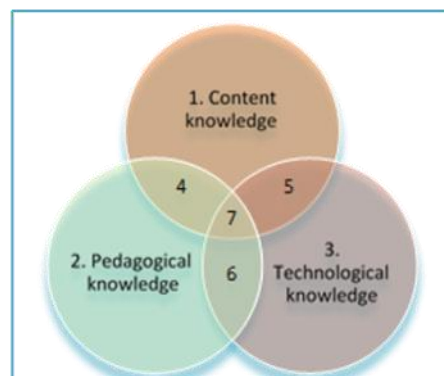 1. Content
knowledge
4
5
7
2. Pedagogical
knowledge
6
3.
Technological
knowledge